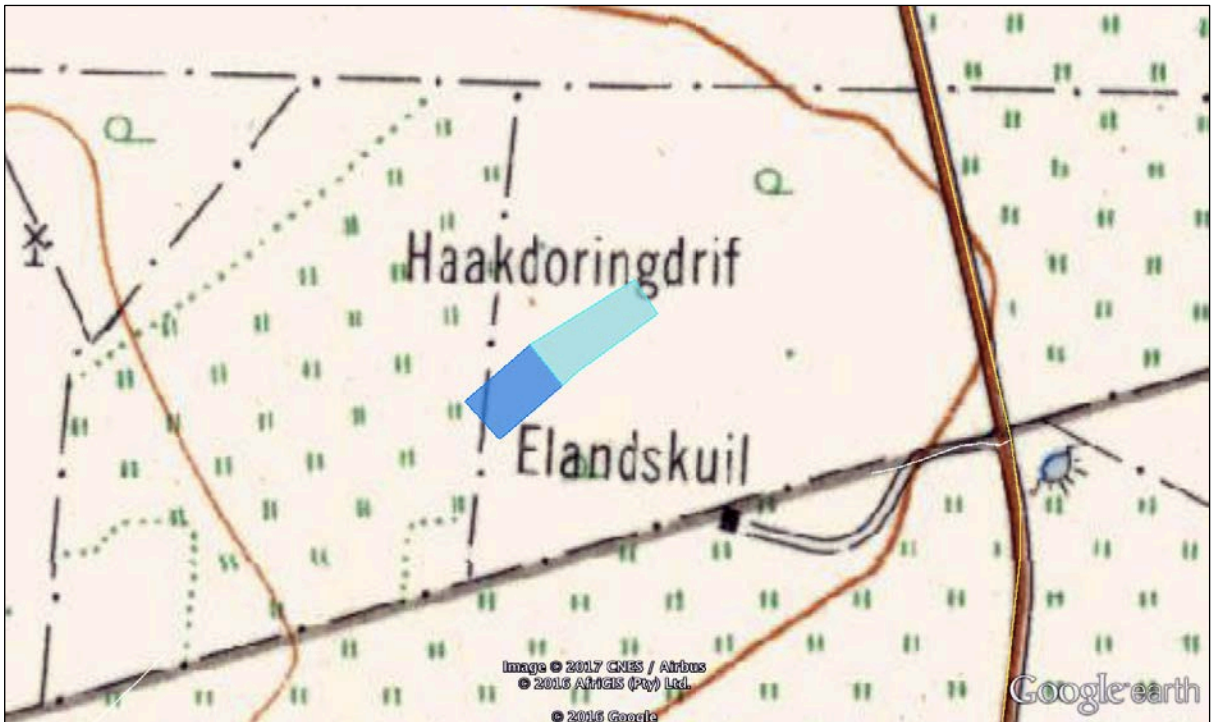 Haakdoringdrif
Elandskuil
Image © 2017 CNES / Airbus
© 2016 AfriGIS (Pty) Ltd.
© 2016 Google
Google earth